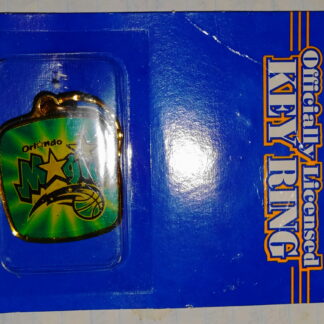 Officially Licensed
KEY RING
Orlando
MAGIC